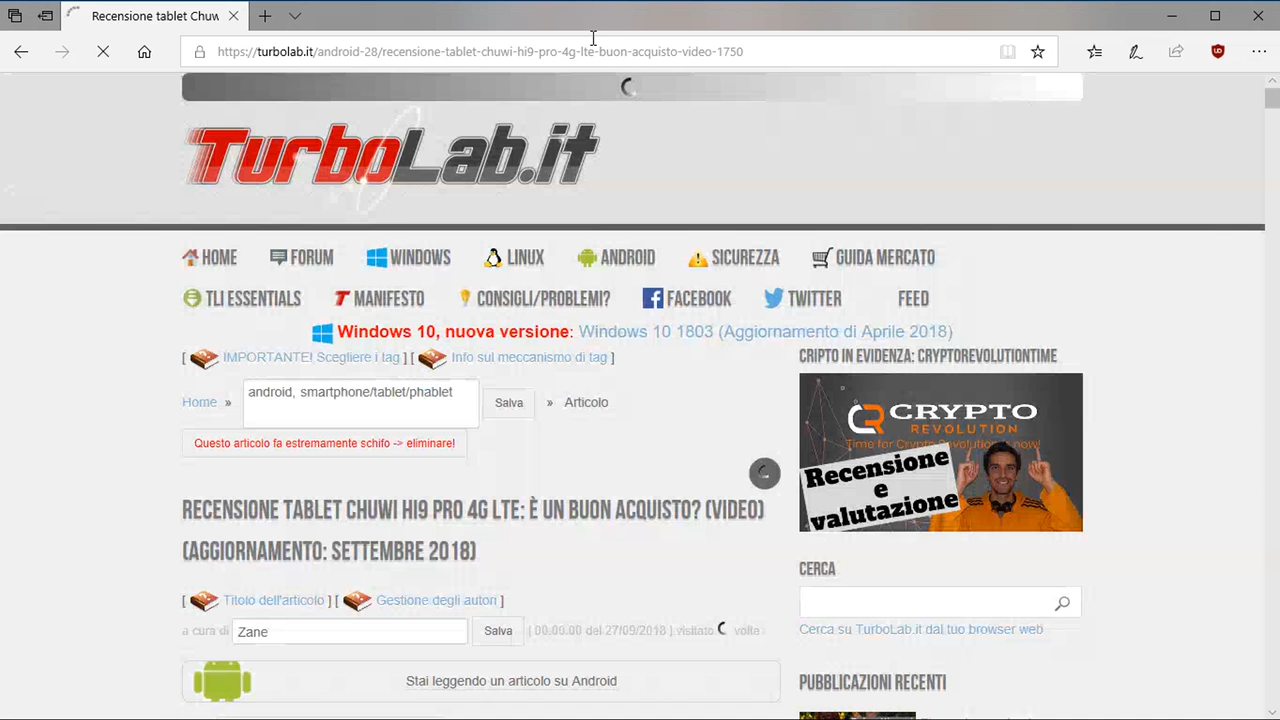 Recensione tablet Chuw
https://turbolab.it/android-28/recensione-tablet-chuwi-hi9-pro-4g-lte-buon-acquisto-video-1750
TurboLab.it
HOME FORUM WINDOWS LINUX ANDROID SICUREZZA GUIDA MERCATO
TLI ESSENTIALS MANIFESTO CONSIGLI/PROBLEMI? FACEBOOK TWITTER FEED
Windows 10, nuova versione: Windows 10 1803 (Aggiornamento di Aprile 2018)
[ IMPORTANTE! Scegliere i tag ] [ Info sul meccanismo di tag ]
Home » android, smartphone/tablet/phablet Salva » Articolo
Questo articolo fa estremamente schifo -> eliminare!
RECENSIONE TABLET CHUWI HI9 PRO 4G LTE: È UN BUON ACQUISTO? (VIDEO)
(AGGIORNAMENTO: SETTEMBRE 2018)
[ Titolo dell'articolo ] [ Gestione degli autori ]
a cura di Zane Salva | 00.00.00 del 27/09/2018 | visitato volta
Stai leggendo un articolo su Android
CRIPTO IN EVIDENZA: CRYPTOREVOLUTIONTIME
CR CRYPTO
REVOLUTION
Time for Crypto Revolution is now!
Recensione
e
valutazione
CERCA
Cerca su TurboLab.it dal tuo browser web
PUBBLICAZIONI RECENTI